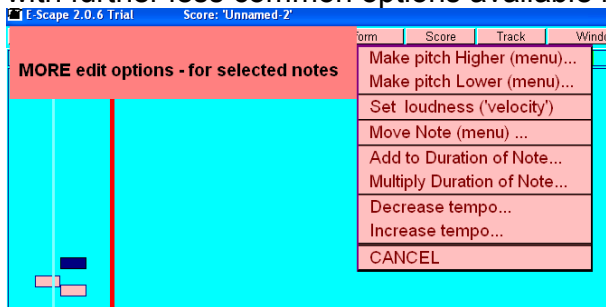 with further less common options available
E-Scape 2.0.6 Trial Score: 'Unnamed-2'
form Score Track Windo
MORE edit options - for selected notes
Make pitch Higher (menu)...
Make pitch Lower (menu)...
Set loudness ('velocity')
Move Note (menu) ...
Add to Duration of Note...
Multiply Duration of Note...
Decrease tempo...
Increase tempo...
CANCEL